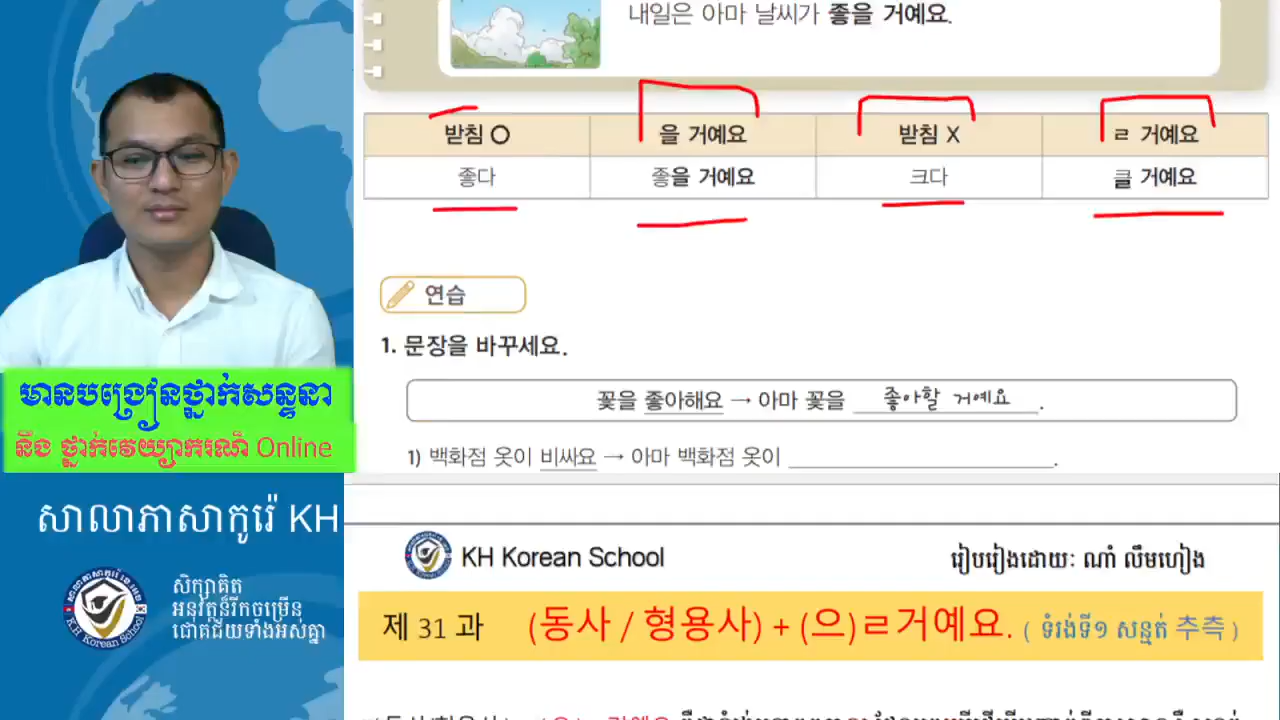 내일은 아마 날씨가 좋을 거예요.
받침 O 을 거예요 받침 X ㄹ 거예요
좋다 좋을 거예요 크다 클 거예요
연습
1. 문장을 바꾸세요.
꽃을 좋아해요 → 아마 꽃을 좋아할 거예요.
1) 백화점 옷이 비싸요 → 아마 백화점 옷이 ____________.
មានបង្រៀនថ្នាក់សន្ទនា
និង ថ្នាក់វេយ្យាករណ៏ Online
សាលាភាសាកូរ៉េ KH
សិក្សាគិត
អនុវត្តន៍រីកចម្រើន
ជោគជ័យទាំងអស់គ្នា
KH Korean School រៀបរៀងដោយៈ ណាំ លឹមហៀង
제 31 과 (동사 / 형용사) + (으)ㄹ거예요. ( ទំរង់ទី១ សន្មត់ 추측 )